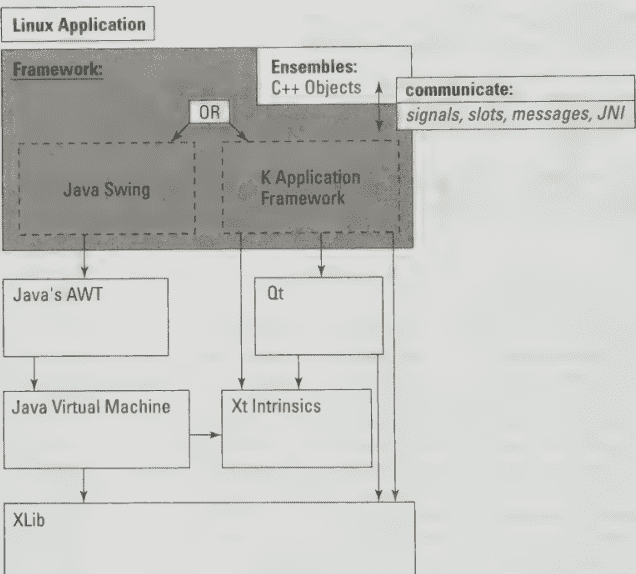 Linux Application
Framework:
Ensembles:
C++ Objects
communicate:
signals, slots, messages, JNI
OR
Java Swing
K Application
Framework
Java's AWT
Qt
Java Virtual Machine
Xt Intrinsics
XLib